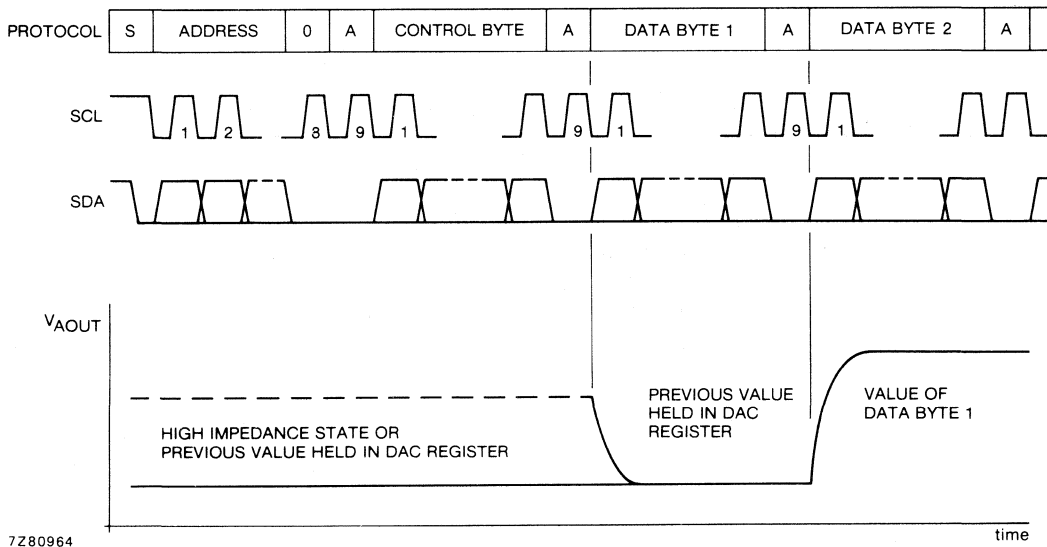 PROTOCOL S ADDRESS 0 A CONTROL BYTE A DATA BYTE 1 A DATA BYTE 2 A
SCL
1 2 8 9 1 9 1 9 1
SDA
VAOUT
HIGH IMPEDANCE STATE OR
PREVIOUS VALUE HELD IN DAC REGISTER
PREVIOUS VALUE
HELD IN DAC
REGISTER
VALUE OF
DATA BYTE 1
time
7Z80964